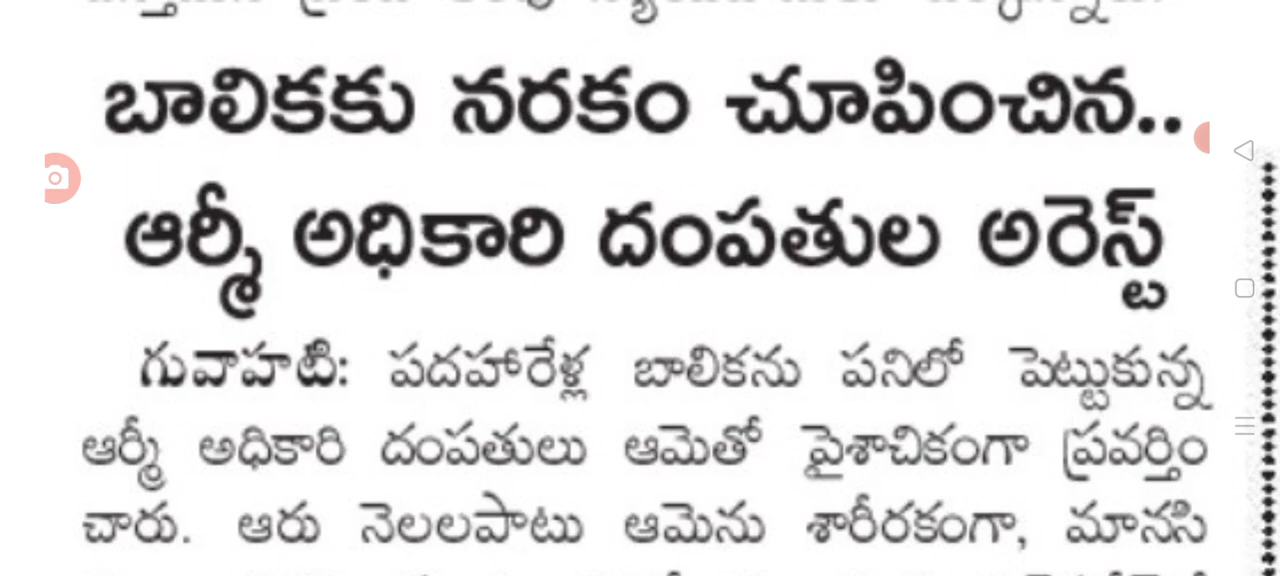 బాలికకు నరకం చూపించిన..
ఆర్మీ అధికారి దంపతుల అరెస్ట్
గువాహటి: పదహారేళ్ల బాలికను పనిలో పెట్టుకున్న
ఆర్మీ అధికారి దంపతులు ఆమెతో పైశాచికంగా ప్రవర్తిం
చారు. ఆరు నెలలపాటు ఆమెను శారీరకంగా, మానసి